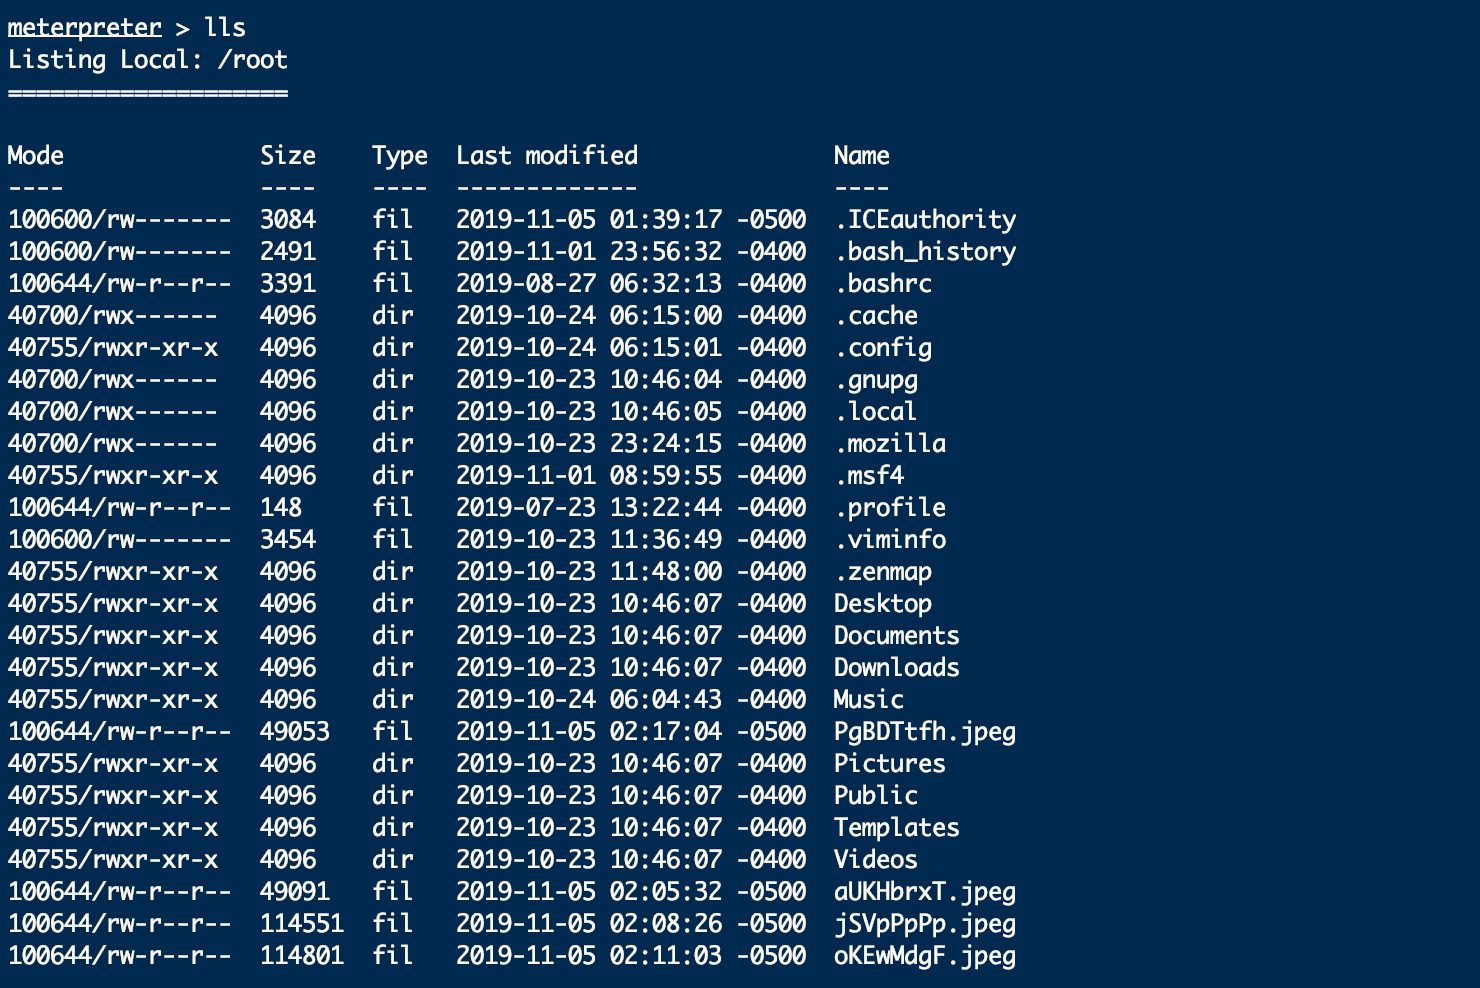 meterpreter > lls
Listing Local: /root
====================
Mode Size Type Last modified Name
---- ---- ---- ------------- ----
100600/rw------- 3084 fil 2019-11-05 01:39:17 -0500 .ICEauthority
100600/rw------- 2491 fil 2019-11-01 23:56:32 -0400 .bash_history
100644/rw-r--r-- 3391 fil 2019-08-27 06:32:13 -0400 .bashrc
40700/rwx------ 4096 dir 2019-10-24 06:15:00 -0400 .cache
40755/rwxr-xr-x 4096 dir 2019-10-24 06:15:01 -0400 .config
40700/rwx------ 4096 dir 2019-10-23 10:46:04 -0400 .gnupg
40700/rwx------ 4096 dir 2019-10-23 10:46:05 -0400 .local
40700/rwx------ 4096 dir 2019-10-23 23:24:15 -0400 .mozilla
40755/rwxr-xr-x 4096 dir 2019-11-01 08:59:55 -0400 .msf4
100644/rw-r--r-- 148 fil 2019-07-23 13:22:44 -0400 .profile
100600/rw------- 3454 fil 2019-10-23 11:36:49 -0400 .viminfo
40755/rwxr-xr-x 4096 dir 2019-10-23 11:48:00 -0400 .zenmap
40755/rwxr-xr-x 4096 dir 2019-10-23 10:46:07 -0400 Desktop
40755/rwxr-xr-x 4096 dir 2019-10-23 10:46:07 -0400 Documents
40755/rwxr-xr-x 4096 dir 2019-10-23 10:46:07 -0400 Downloads
40755/rwxr-xr-x 4096 dir 2019-10-24 06:04:43 -0400 Music
100644/rw-r--r-- 49053 fil 2019-11-05 02:17:04 -0500 PgBDTtfh.jpeg
40755/rwxr-xr-x 4096 dir 2019-10-23 10:46:07 -0400 Pictures
40755/rwxr-xr-x 4096 dir 2019-10-23 10:46:07 -0400 Public
40755/rwxr-xr-x 4096 dir 2019-10-23 10:46:07 -0400 Templates
40755/rwxr-xr-x 4096 dir 2019-10-23 10:46:07 -0400 Videos
100644/rw-r--r-- 49091 fil 2019-11-05 02:05:32 -0500 aUKHbrxT.jpeg
100644/rw-r--r-- 114551 fil 2019-11-05 02:08:26 -0500 jSVpPpPp.jpeg
100644/rw-r--r-- 114801 fil 2019-11-05 02:11:03 -0500 oKEwMdgF.jpeg